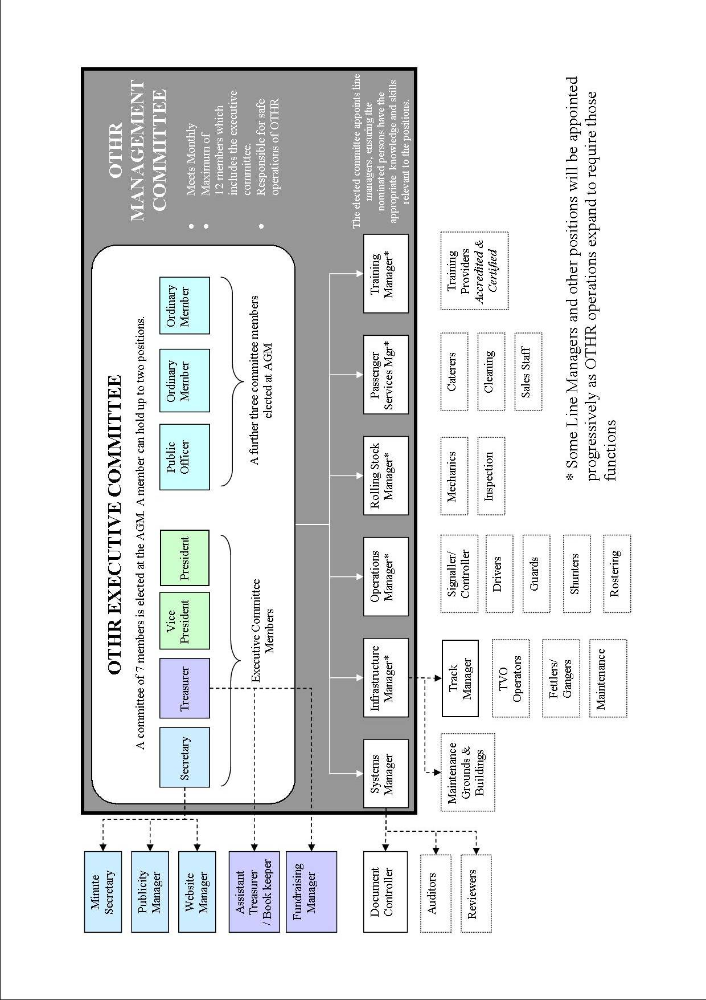 OTHR EXECUTIVE COMMITTEE
A committee of 7 members is elected at the AGM. A member can hold up to two positions.
Secretary
Treasurer
Vice
President
President
Public
Officer
Ordinary
Member
Ordinary
Member
Executive Committee
Members
A further three committee members
elected at AGM
OTHR
MANAGEMENT
COMMITTEE
• Meets Monthly
• Maximum of
12 members which
includes the executive
committee.
• Responsible for safe
operations of OTHR
The elected committee appoints line
managers, ensuring the
nominated persons have the
appropriate knowledge and skills
relevant to the positions.
Minute
Secretary
Publicity
Manager
Website
Manager
Assistant
Treasurer
/ Book keeper
Fundraising
Manager
Systems
Manager
Infrastructure
Manager*
Operations
Manager*
Rolling Stock
Manager*
Passenger
Services Mgr*
Training
Manager*
Document
Controller
Auditors
Reviewers
Maintenance
Grounds &
Buildings
Track
Manager
TVO
Operators
Fettlers/
Gangers
Maintenance
Signaller/
Controller
Drivers
Guards
Shunters
Rostering
Mechanics
Inspection
Caterers
Cleaning
Sales Staff
Training
Providers
Accredited &
Certified
* Some Line Managers and other positions will be appointed
progressively as OTHR operations expand to require those
functions